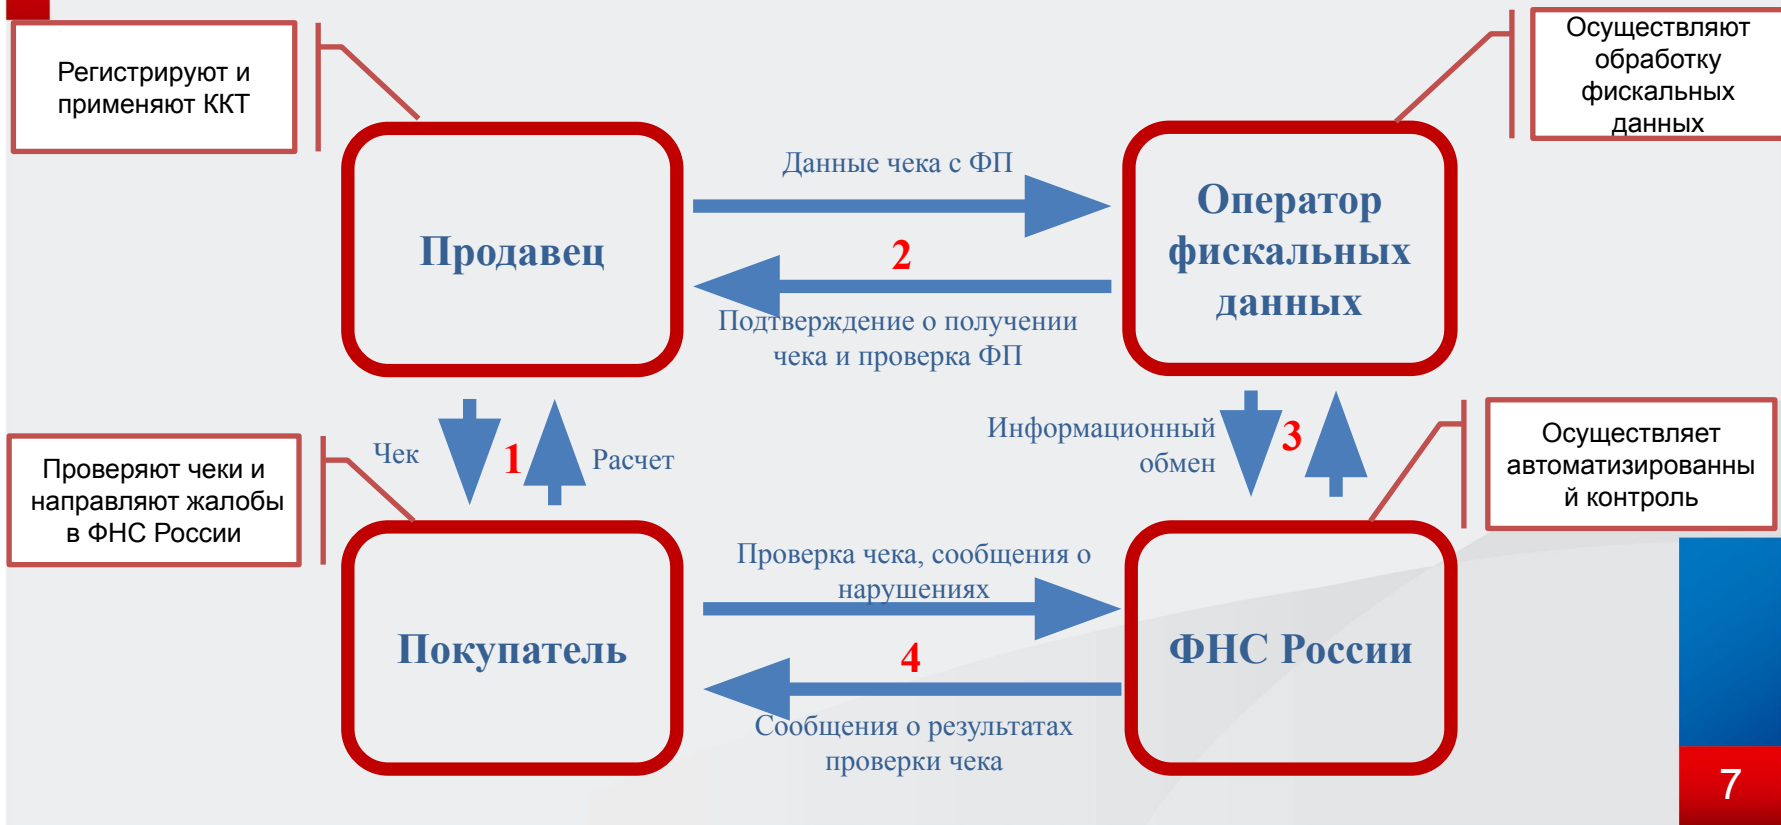 Регистрируют и
применяют ККТ
Осуществляют
обработку
фискальных
данных
Продавец
Данные чека с ФП
2
Подтверждение о получении
чека и проверка ФП
Оператор
фискальных
данных
Чек
1
Расчет
Информационный
обмен
3
Проверяют чеки и
направляют жалобы
в ФНС России
Осуществляет
автоматизированны
й контроль
Покупатель
Проверка чека, сообщения о
нарушениях
4
Сообщения о результатах
проверки чека
ФНС России
7